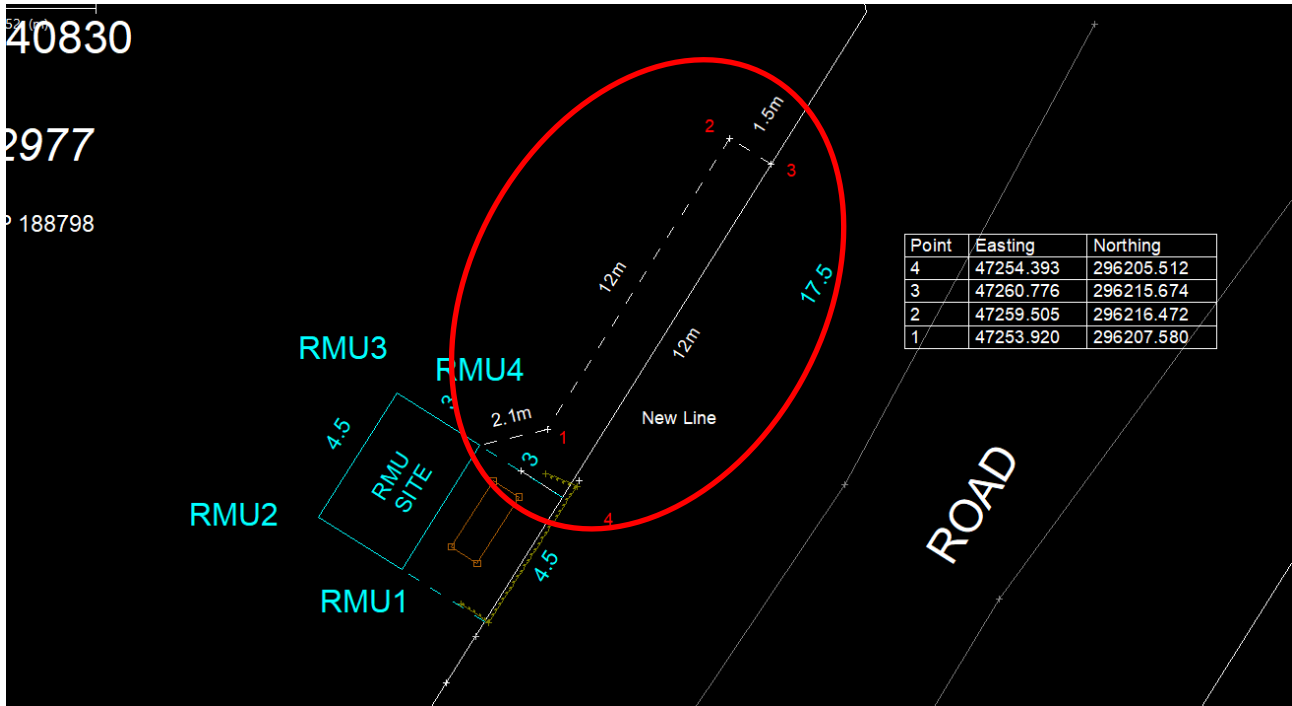 52 (m)
40830
2977
P 188798
2
1.5m
3
12m
17.5
12m
Point Easting Northing
4 47254.393 296205.512
3 47260.776 296215.674
2 47259.505 296216.472
1 47253.920 296207.580
RMU3
RMU4
3
4.5
2.1m
1
New Line
3
RMU
SITE
RMU2
4
4.5
ROAD
RMU1